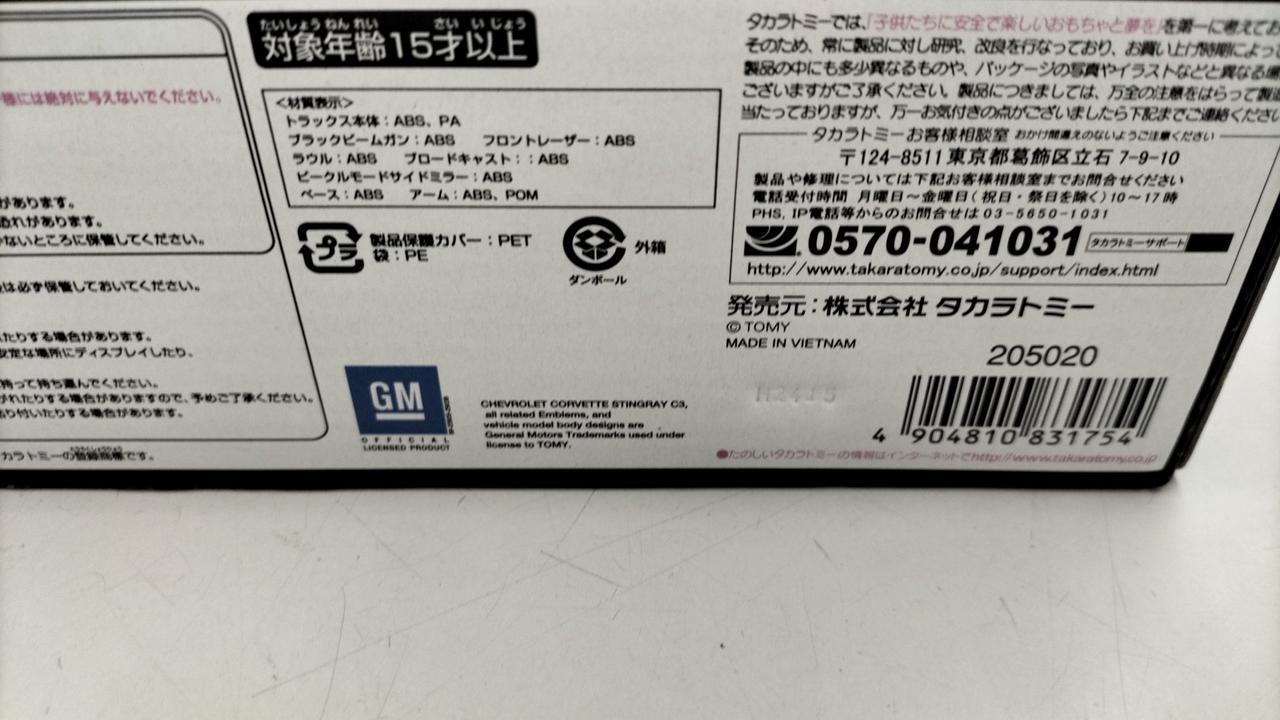 様には絶対に与えないでください。
があります。
恐れがあります。
ないところに保管してください。
は必ず保管しておいてください。
たりする場合があります。
安定な場所にディスプレイしたり、
持って持ち運んでください。
がれたりする場合がありますので、予めご了承ください。
貼り付いたりする場合があります。
カラトミーの登録商標です。
たいしょう ねん れい さい い じょう
対象年齢15才以上
<材質表示>
トラックス本体：ABS、PA
ブラックビームガン：ABS フロントレーザー：ABS
ラウル：ABS ブロードキャスト：：ABS
ビークルモードサイドミラー：ABS
ベース：ABS アーム：ABS、POM
プラ
製品保護カバー：PET
袋：PE
ダンボール
外箱
GM
OFFICIAL
LICENSED PRODUCT
CHEVROLET CORVETTE STINGRAY C3,
all related Emblems, and
vehicle model body designs are
General Motors Trademarks used under
license to TOMY.
タカラトミーでは、「子供たちに安全で楽しいおもちゃと夢を」を第一に考えてお
そのため、常に製品に対し研究、改良を行なっており、お買い上げ時期によって
製品の中にも多少異なるものや、パッケージの写真やイラストなどと異なる
ございますがご了承ください。製品につきましては、万全の注意をはらって製造
当たっておりますが、万一お気付きの点がございましたら下記までご連絡ください
タカラトミーお客様相談室 おかけ間違えのないようご注意ください
〒124-8511 東京都葛飾区立石 7-9-10
製品や修理については下記お客様相談室までお問合せください
電話受付時間 月曜日～金曜日(祝日・祭日を除く)10～17時
PHS、IP電話等からのお問合せは 03-5650-1031
0570-041031 タカラトミーサポート
http://www.takaratomy.co.jp/support/index.html
発売元：株式会社 タカラトミー
© TOMY
MADE IN VIETNAM
205020
H2415
4 904810 831754
●たのしいタカラトミーの情報はインターネットでhttp://www.takaratomy.co.jp